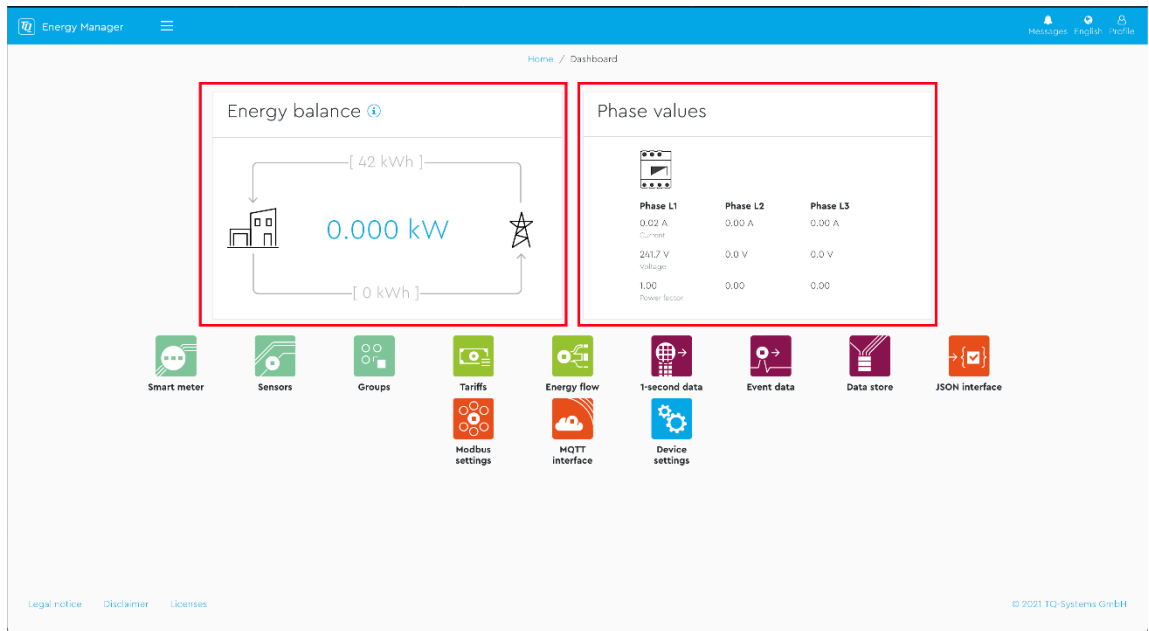 TQ Energy Manager
Messages English Profile
Home / Dashboard
Energy balance i
[ 42 kWh ]
0.000 kW
[ 0 kWh ]
Phase values
Phase L1 Phase L2 Phase L3
0.02 A 0.00 A 0.00 A
Current
241.7 V 0.0 V 0.0 V
Voltage
1.00 0.00 0.00
Power factor
Smart meter Sensors Groups Tariffs Energy flow 1-second data Event data Data store JSON interface
Modbus settings MQTT interface Device settings
Legal notice Disclaimer Licenses
© 2021 TQ-Systems GmbH